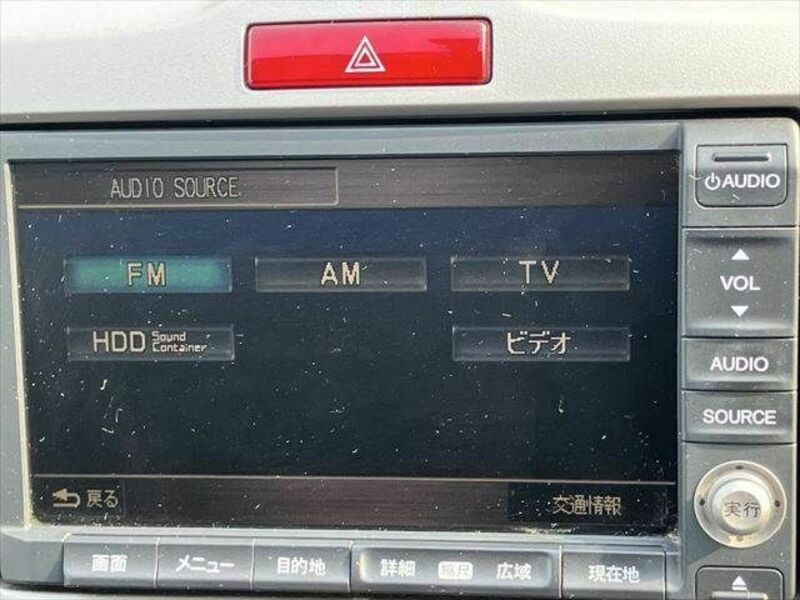 AUDIO SOURCE
AUDIO
FM AM TV
VOL
HDD Sound Container ビデオ
AUDIO
SOURCE
戻る 交通情報
実行
画面 メニュー 目的地 詳細 縮尺 広域 現在地